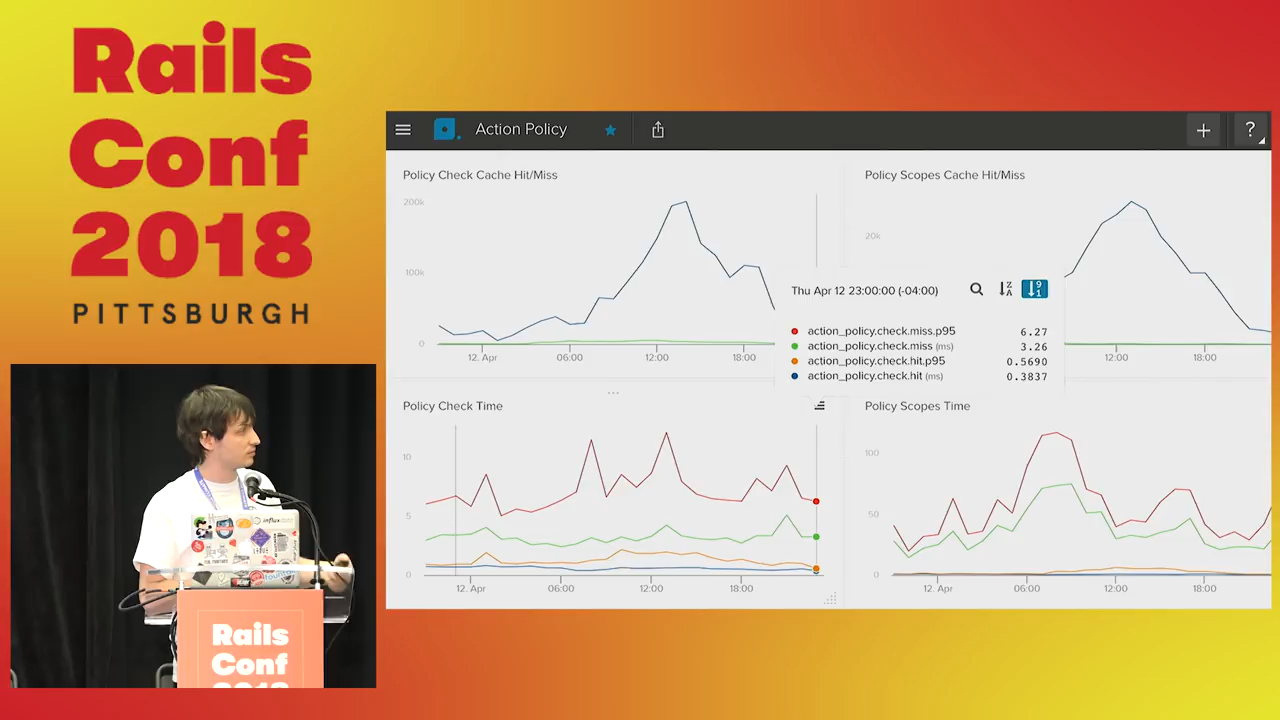 Rails
Conf
2018
PITTSBURGH
Action Policy
+
?
Policy Check Cache Hit/Miss
200k
100k
0
12. Apr
06:00
12:00
18:00
Policy Scopes Cache Hit/Miss
20k
12:00
18:00
Thu Apr 12 23:00:00 (-04:00)
Z
A
9
1
action_policy.check.miss.p95 6.27
action_policy.check.miss (ms) 3.26
action_policy.check.hit.p95 0.5690
action_policy.check.hit (ms) 0.3837
Policy Check Time
10
5
0
12. Apr
06:00
12:00
18:00
Policy Scopes Time
100
50
0
12. Apr
06:00
12:00
18:00
influx
Rails
Conf
2018